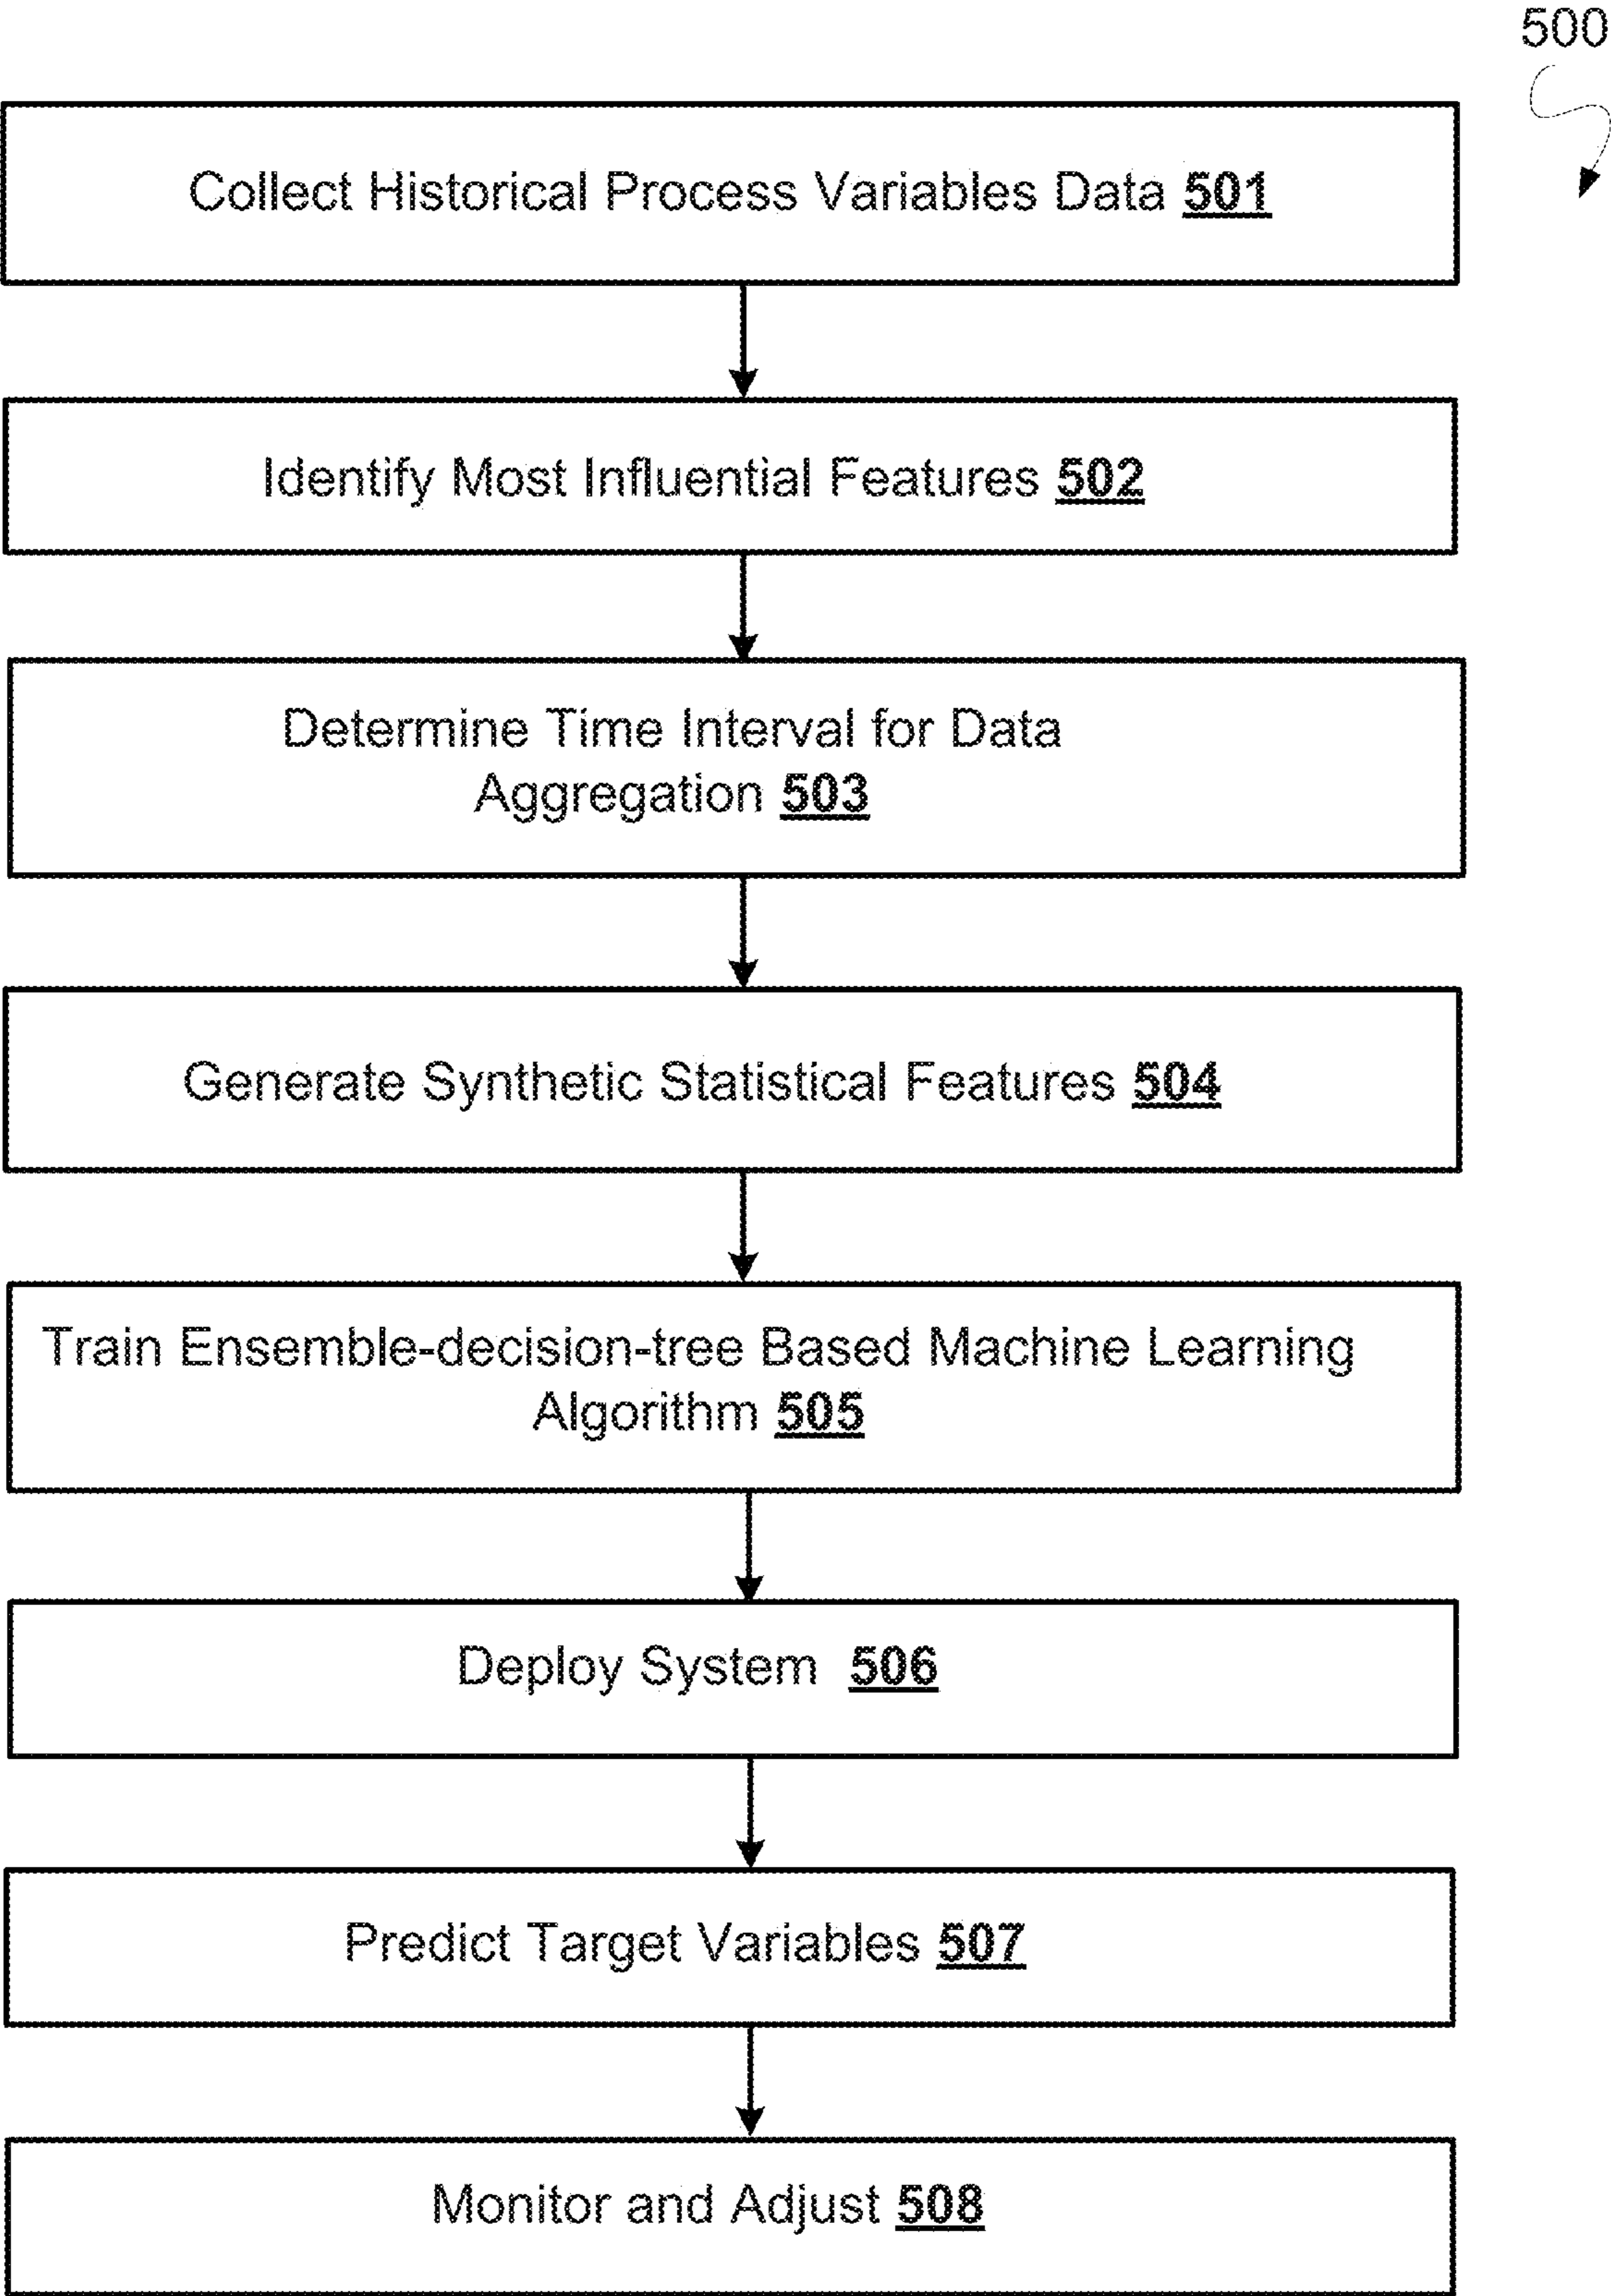 500
Collect Historical Process Variables Data 501
Identify Most Influential Features 502
Determine Time Interval for Data
Aggregation 503
Generate Synthetic Statistical Features 504
Train Ensemble-decision-tree Based Machine Learning
Algorithm 505
Deploy System 506
Predict Target Variables 507
Monitor and Adjust 508